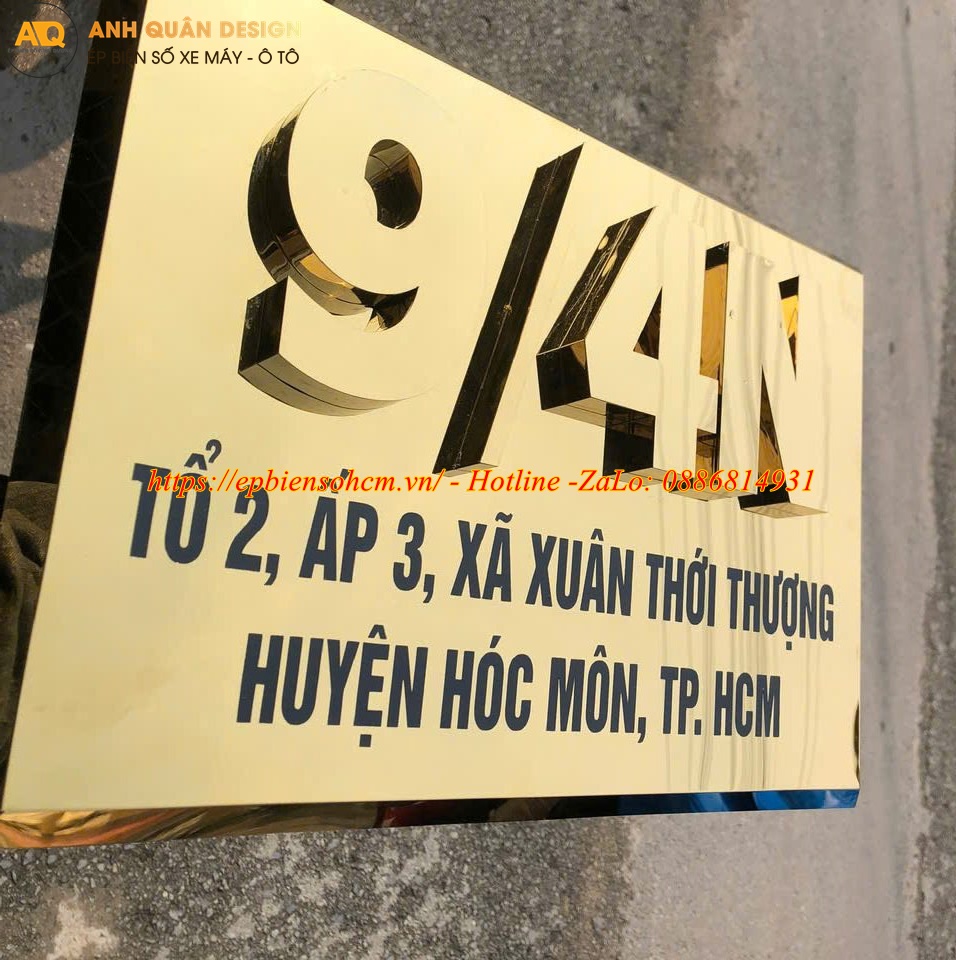 AQ
ANH QUÂN DESIGN
ÉP BIỂN SỐ XE MÁY - Ô TÔ
9/4N
https://epbiensohcm.vn/ - Hotline -ZaLo: 0886814931
TỔ 2, ẤP 3, XÃ XUÂN THỚI THƯỢNG
HUYỆN HÓC MÔN, TP. HCM